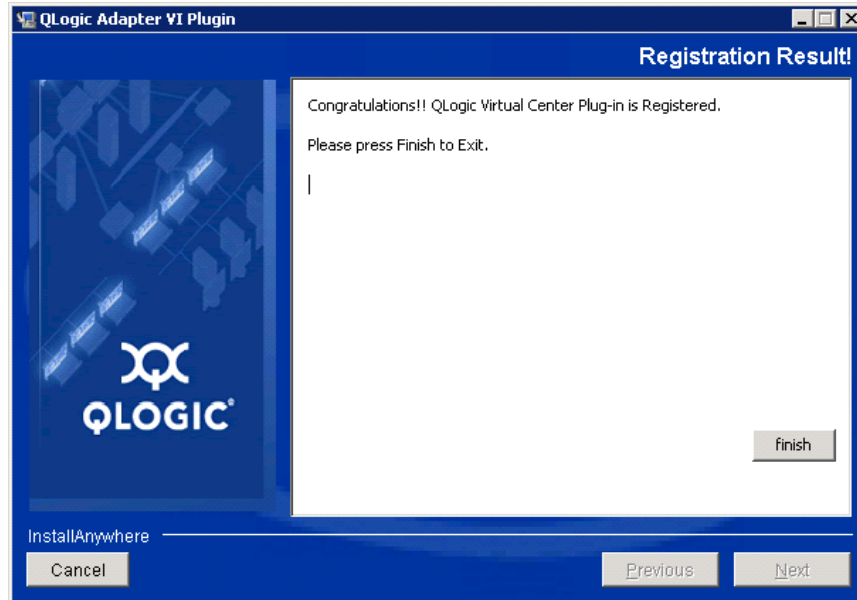 QLogic Adapter VI Plugin
Registration Result!
Congratulations!! QLogic Virtual Center Plug-in is Registered.
Please press Finish to Exit.
QLOGIC®
finish
InstallAnywhere
Cancel
Previous
Next